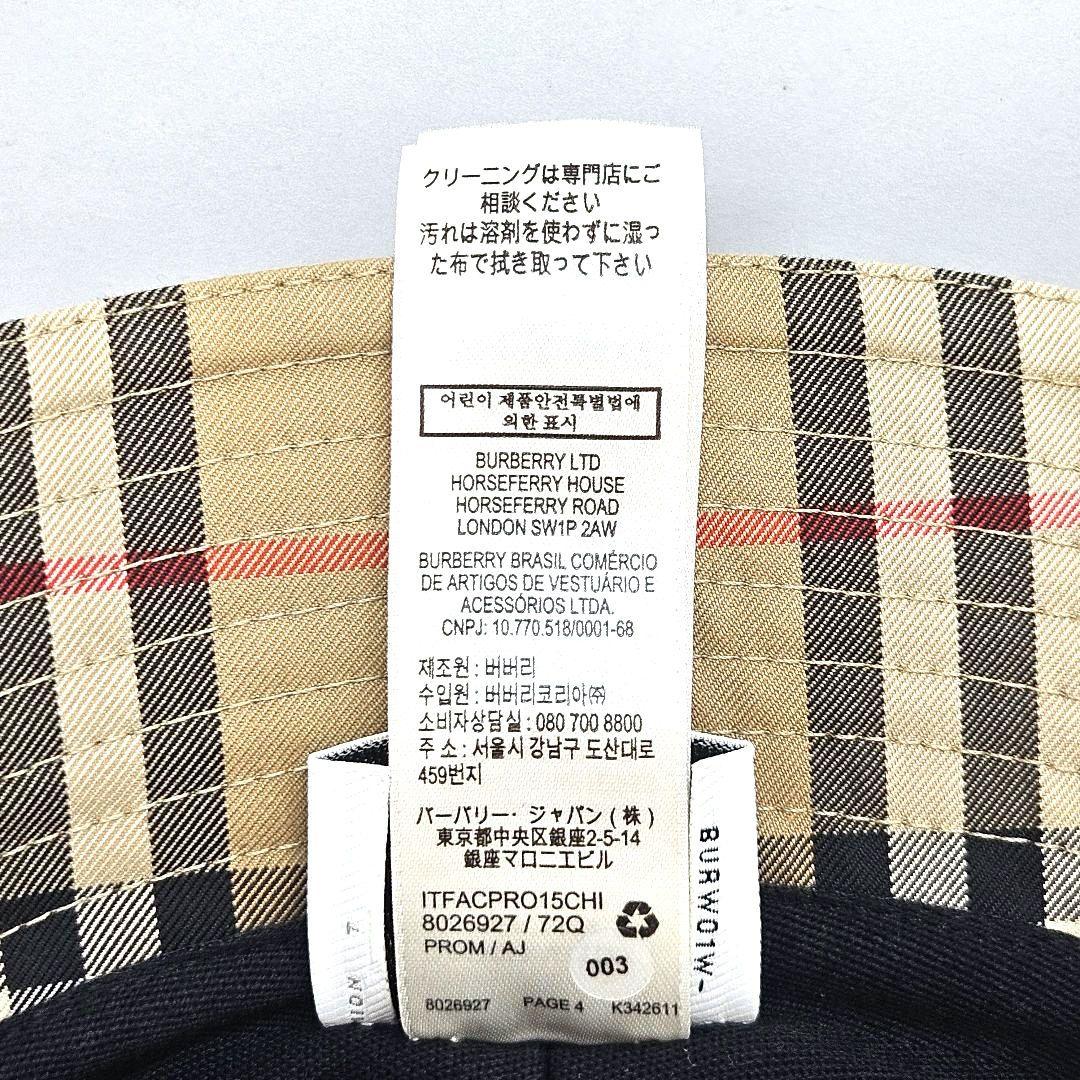 クリーニングは専門店にご
相談ください
汚れは溶剤を使わずに湿っ
た布で拭き取って下さい
어린이 제품안전특별법에
의한 표시
BURBERRY LTD
HORSEFERRY HOUSE
HORSEFERRY ROAD
LONDON SW1P 2AW
BURBERRY BRASIL COMÉRCIO
DE ARTIGOS DE VESTUÁRIO E
ACESSÓRIOS LTDA.
CNPJ: 10.770.518/0001-68
제조원 : 버버리
수입원 : 버버리코리아㈜
소비자상담실 : 080 700 8800
주 소 : 서울시 강남구 도산대로
459번지
バーバリー・ジャパン(株)
東京都中央区銀座2-5-14
銀座マロニエビル
ITFACPRO15CHI
8026927 / 72Q
PROM / AJ
003
8026927 PAGE 4 K342611
BURW01W-